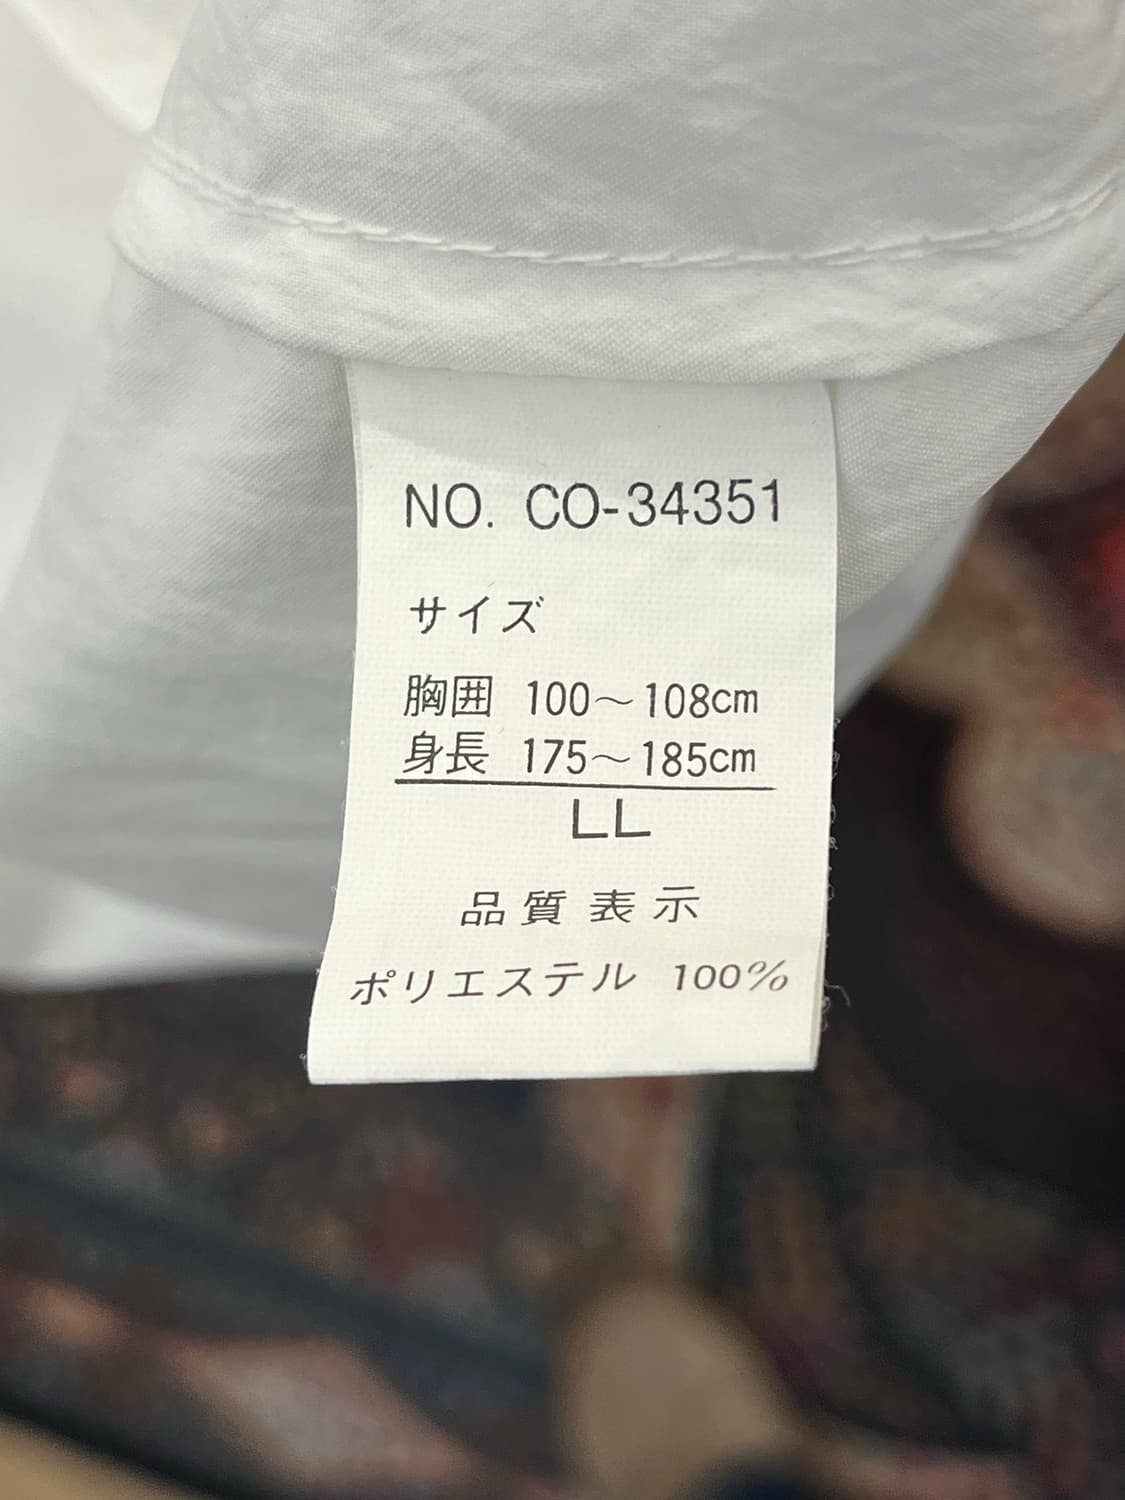 NO. CO-34351
サイズ
胸囲 100〜108cm
身長 175〜185cm
LL
品質表示
ポリエステル 100%